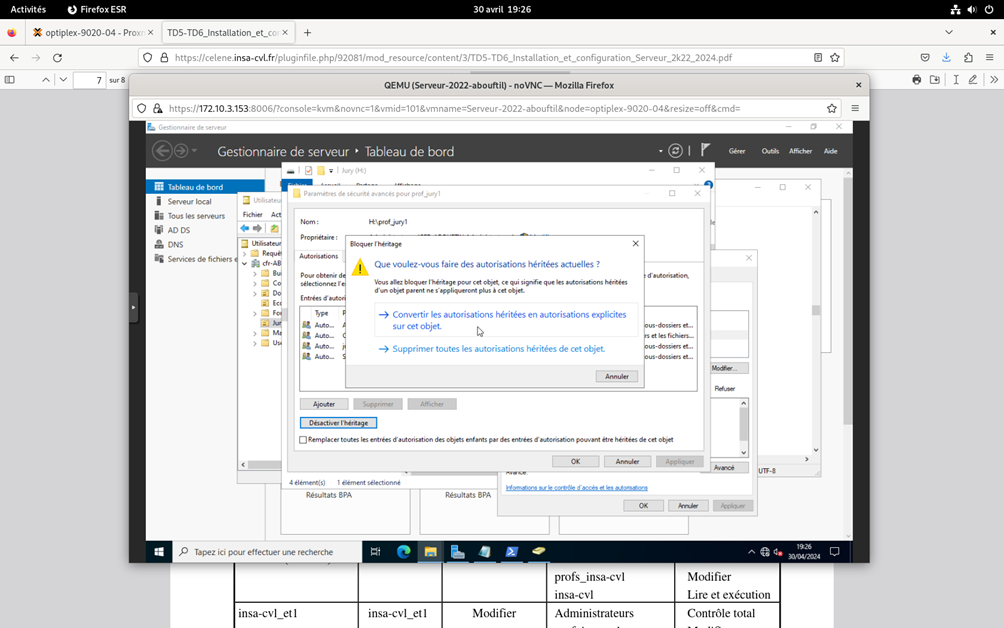 Activités
Firefox ESR
30 avril 19:26
optiplex-9020-04 - Proxm
TD5-TD6_Installation_et_co
https://celene.insa-cvl.fr/pluginfile.php/92081/mod_resource/content/3/TD5-TD6_Installation_et_configuration_Serveur_2k22_2024.pdf
7 sur 8
QEMU (Serveur-2022-abouftil) - noVNC — Mozilla Firefox
https://172.10.3.153:8006/?console=kvm&novnc=1&vmid=101&vmname=Serveur-2022-abouftil&node=optiplex-9020-04&resize=off&cmd=
Gestionnaire de serveur
Gestionnaire de serveur • Tableau de bord
Gérer Outils Afficher Aide
Jury (H:)
Tableau de bord
Serveur local
Tous les serveurs
AD DS
DNS
Services de fichiers e
Utilisateu
Fichier Act
Utilisateur
Requêt
cfr-AB
Paramètres de sécurité avancés pour prof_jury1
Nom : H:\prof_jury1
Propriétaire :
Autorisations
Pour obtenir de
d'autorisation,
sélectionnez l'e
Entrées d'autori
Type
Auto...
Auto...
Auto...
Auto...
ous-dossiers et...
s et les fichiers...
ous-dossiers et...
ous-dossiers et...
Bloquer l'héritage
Que voulez-vous faire des autorisations héritées actuelles ?
Vous allez bloquer l'héritage pour cet objet, ce qui signifie que les autorisations héritées
d'un objet parent ne s'appliqueront plus à cet objet.
Convertir les autorisations héritées en autorisations explicites
sur cet objet.
Supprimer toutes les autorisations héritées de cet objet.
Annuler
Ajouter Supprimer Afficher
Désactiver l'héritage
Remplacer toutes les entrées d'autorisation des objets enfants par des entrées d'autorisation pouvant être héritées de cet objet
OK Annuler Appliquer
Modifier...
Refuser
Avancé
UTF-8
4 élément(s) 1 élément sélectionné
Informations sur le contrôle d'accès et les autorisations
OK Annuler Appliquer
Résultats BPA
Résultats BPA
Tapez ici pour effectuer une recherche
19:26
30/04/2024
profs_insa-cvl Modifier
insa-cvl Lire et exécution
insa-cvl_et1 insa-cvl_et1 Modifier Administrateurs Contrôle total